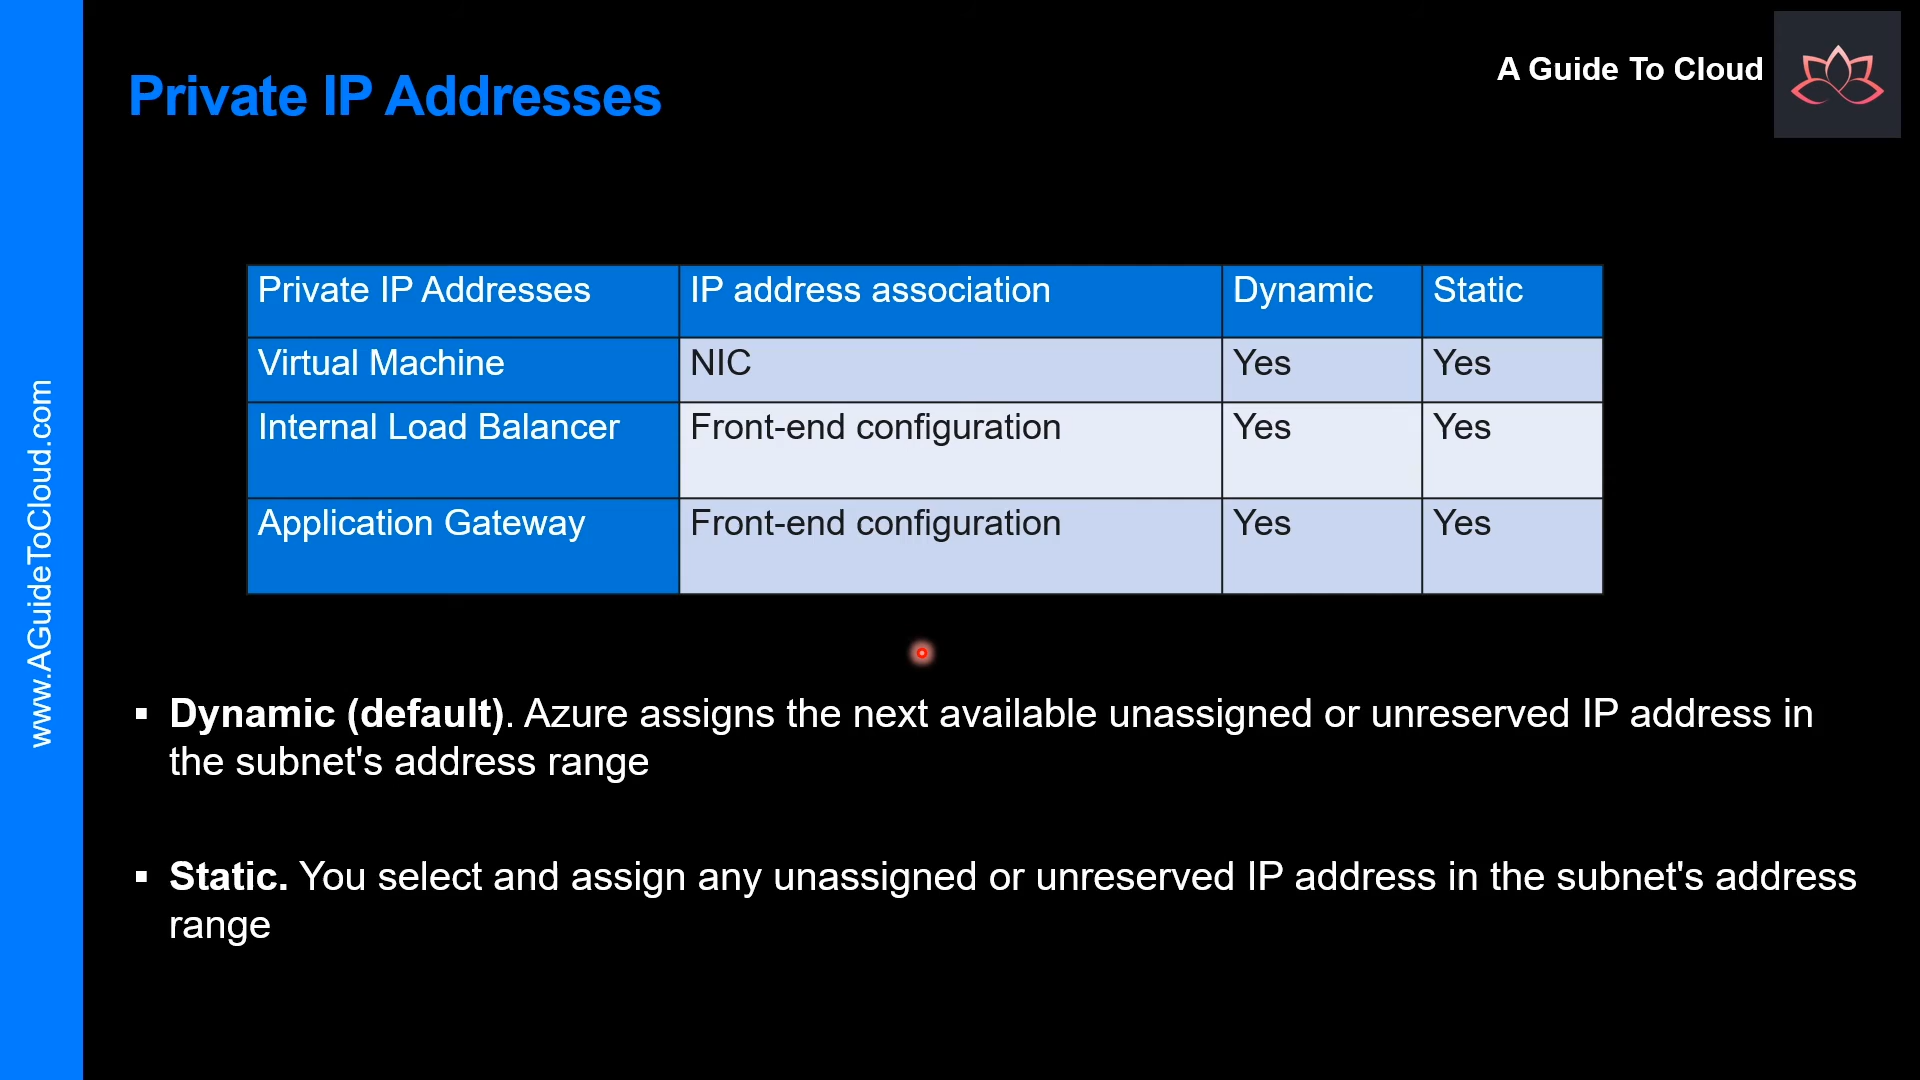 Private IP Addresses
A Guide To Cloud
www.AGuideToCloud.com
Private IP Addresses IP address association Dynamic Static
Virtual Machine NIC Yes Yes
Internal Load Balancer Front-end configuration Yes Yes
Application Gateway Front-end configuration Yes Yes
▪ Dynamic (default). Azure assigns the next available unassigned or unreserved IP address in
the subnet's address range
▪ Static. You select and assign any unassigned or unreserved IP address in the subnet's address
range